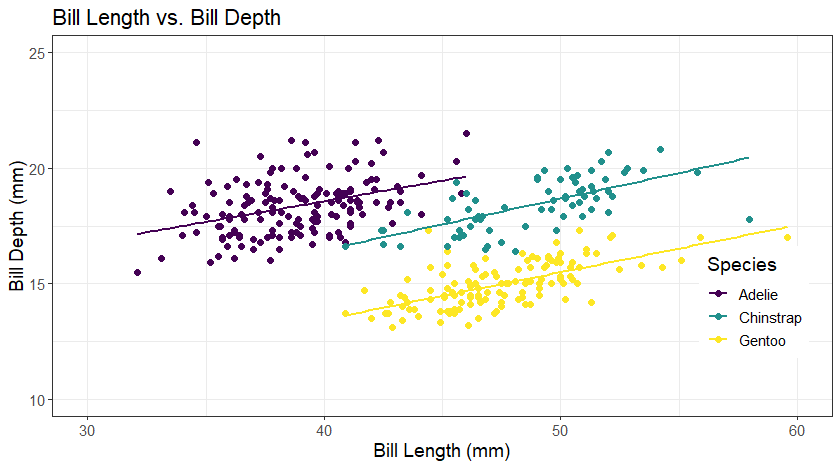 Bill Length vs. Bill Depth
25
20
15
10
Bill Depth (mm)
30 40 50 60
Bill Length (mm)
Species
Adelie
Chinstrap
Gentoo